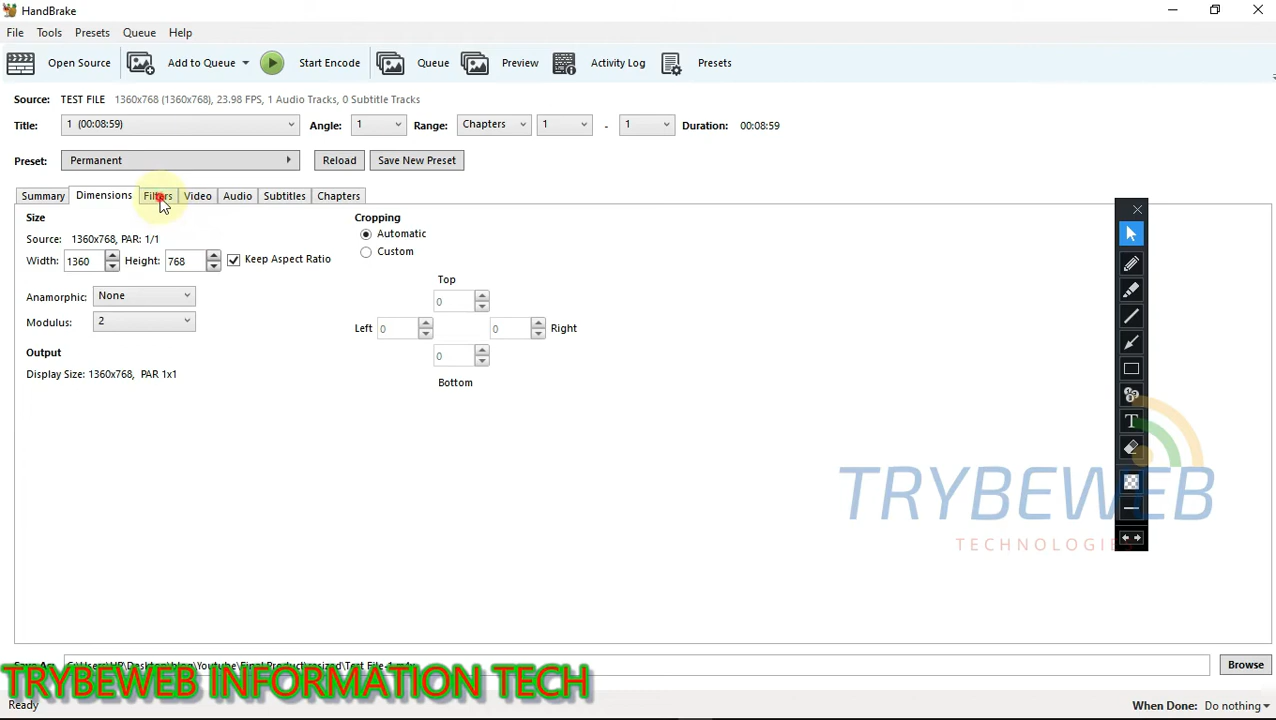 HandBrake
File Tools Presets Queue Help
Open Source Add to Queue Start Encode Queue Preview Activity Log Presets
Source: TEST FILE 1360x768 (1360x768), 23.98 FPS, 1 Audio Tracks, 0 Subtitle Tracks
Title: 1 (00:08:59) Angle: 1 Range: Chapters 1 - 1 Duration: 00:08:59
Preset: Permanent Reload Save New Preset
Summary Dimensions Filters Video Audio Subtitles Chapters
Size Cropping
Source: 1360x768, PAR: 1/1 Automatic
Width: 1360 Height: 768 Keep Aspect Ratio Custom
Top
Anamorphic: None 0
Modulus: 2 Left 0 0 Right
Output 0
Display Size: 1360x768, PAR 1x1 Bottom
T
TRYBEWEB
TECHNOLOGIE
Browse
TRYBEWEB INFORMATION TECH
Ready When Done: Do nothing